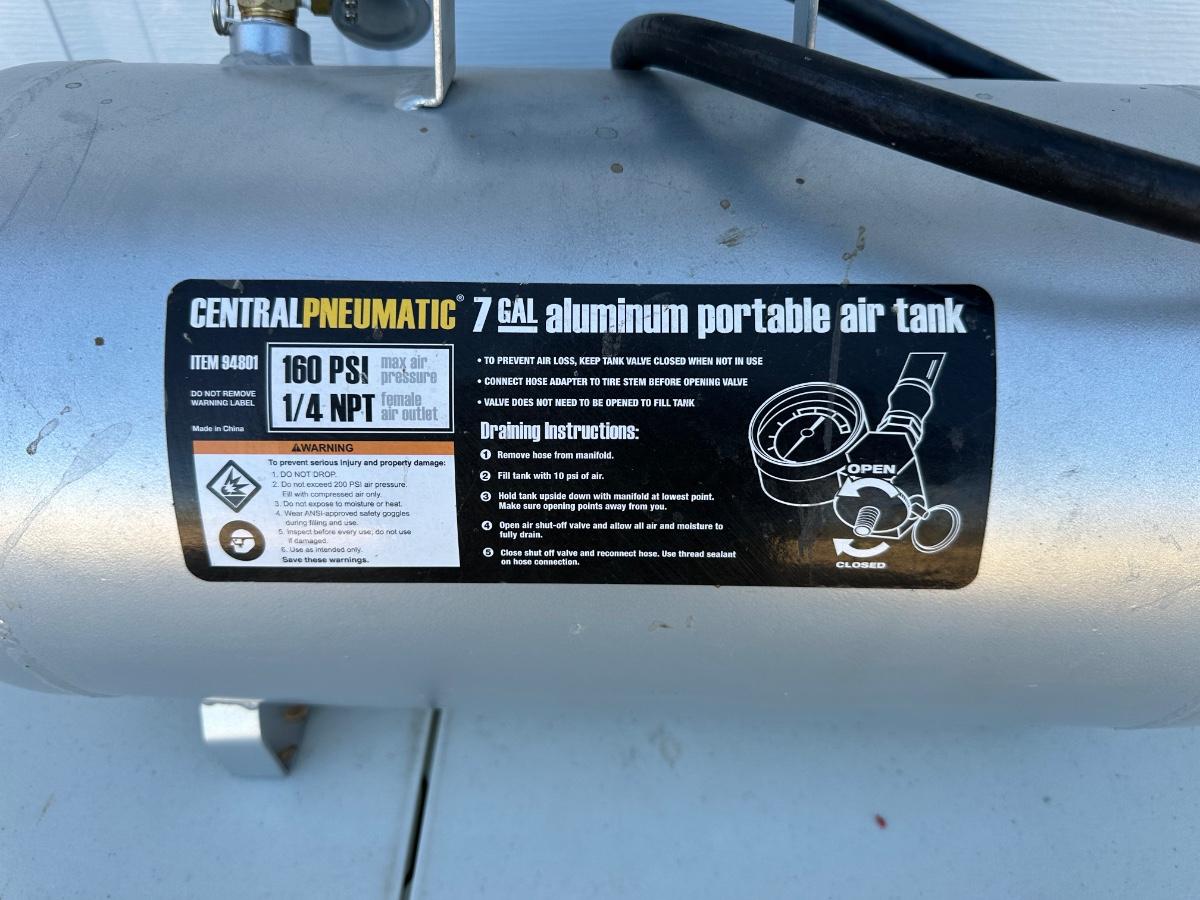 CENTRALPNEUMATIC® 7 GAL aluminum portable air tank
ITEM 94801
DO NOT REMOVE
WARNING LABEL
Made in China
160 PSI max air pressure
1/4 NPT female air outlet
WARNING
To prevent serious injury and property damage:
1. DO NOT DROP.
2. Do not exceed 200 PSI air pressure.
Fill with compressed air only.
3. Do not expose to moisture or heat.
4. Wear ANSI-approved safety goggles
during filling and use.
5. Inspect before every use; do not use
if damaged.
6. Use as intended only.
Save these warnings.
• TO PREVENT AIR LOSS, KEEP TANK VALVE CLOSED WHEN NOT IN USE
• CONNECT HOSE ADAPTER TO TIRE STEM BEFORE OPENING VALVE
• VALVE DOES NOT NEED TO BE OPENED TO FILL TANK
Draining Instructions:
1 Remove hose from manifold.
2 Fill tank with 10 psi of air.
3 Hold tank upside down with manifold at lowest point.
Make sure opening points away from you.
4 Open air shut-off valve and allow all air and moisture to
fully drain.
5 Close shut off valve and reconnect hose. Use thread sealant
on hose connection.
OPEN
CLOSED